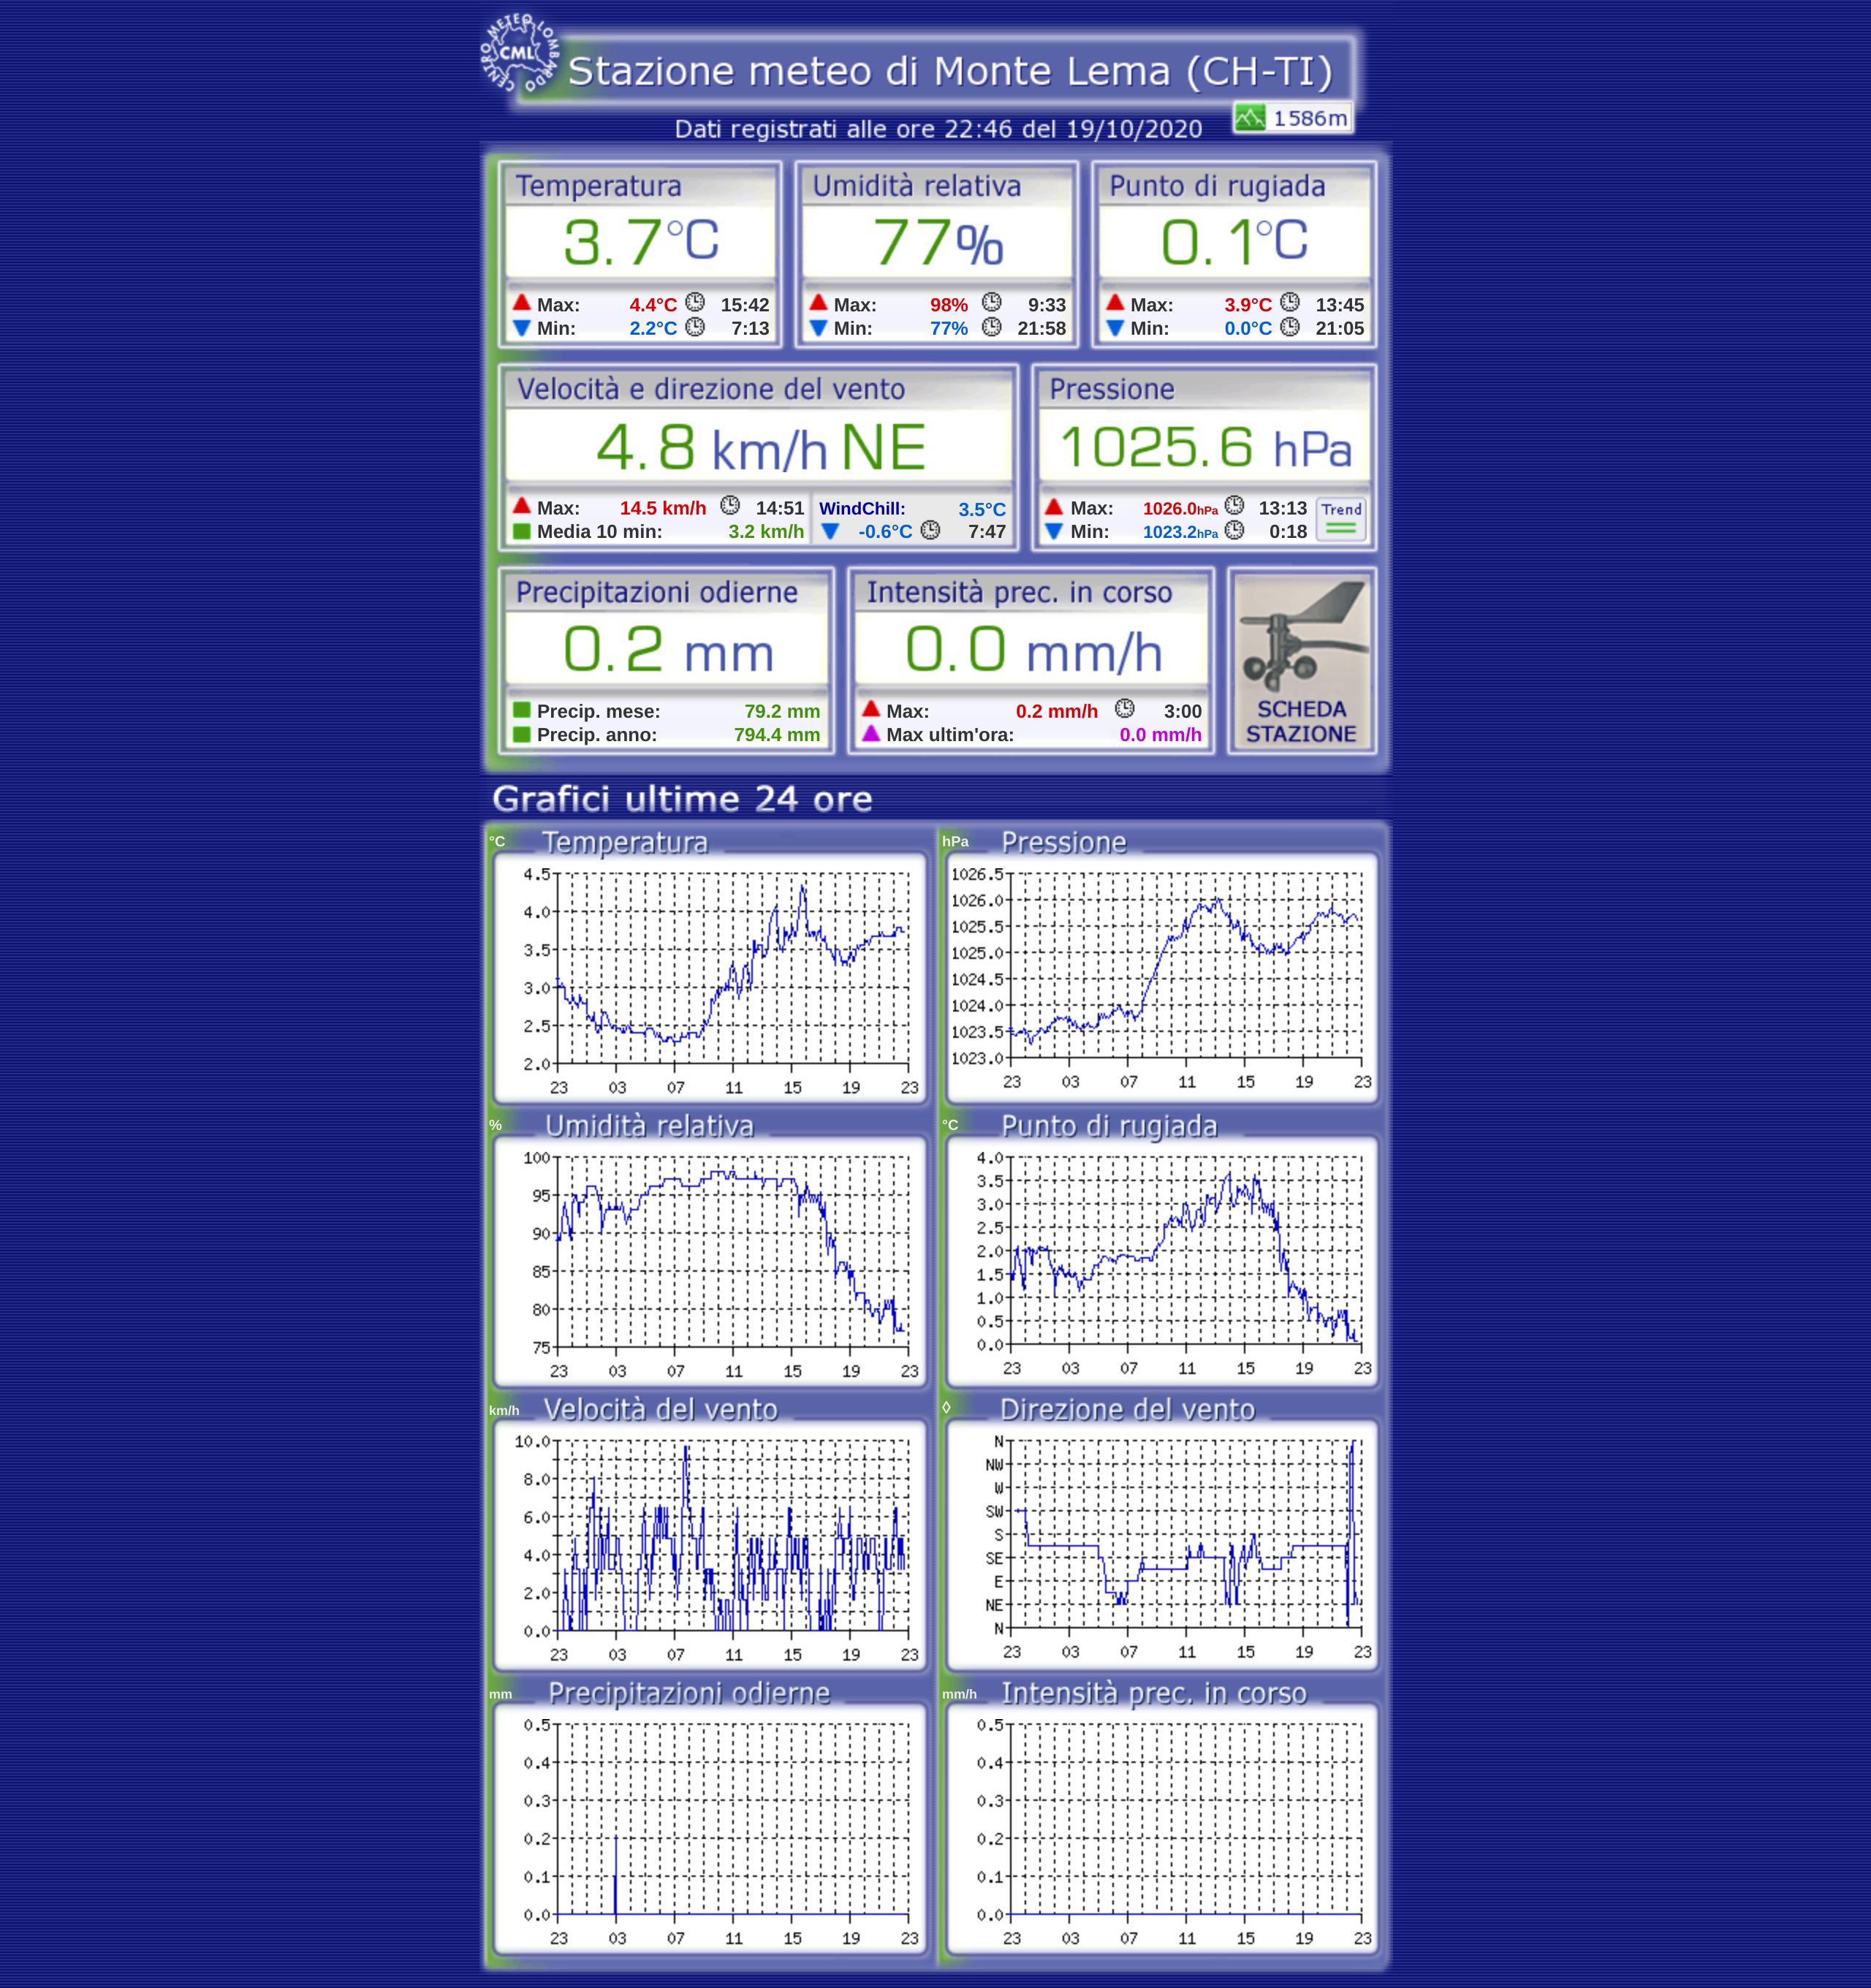 CENTRO METEO LOMBARDO
CML
Stazione meteo di Monte Lema (CH-TI)
Dati registrati alle ore 22:46 del 19/10/2020
1586m
Temperatura
3.7°C
Max: 4.4°C 15:42
Min: 2.2°C 7:13
Umidità relativa
77%
Max: 98% 9:33
Min: 77% 21:58
Punto di rugiada
0.1°C
Max: 3.9°C 13:45
Min: 0.0°C 21:05
Velocità e direzione del vento
4.8 km/h NE
Max: 14.5 km/h 14:51
Media 10 min: 3.2 km/h
WindChill: 3.5°C
-0.6°C 7:47
Pressione
1025.6 hPa
Max: 1026.0hPa 13:13
Min: 1023.2hPa 0:18
Trend
Precipitazioni odierne
0.2 mm
Precip. mese: 79.2 mm
Precip. anno: 794.4 mm
Intensità prec. in corso
0.0 mm/h
Max: 0.2 mm/h 3:00
Max ultim'ora: 0.0 mm/h
SCHEDA
STAZIONE
Grafici ultime 24 ore
°C Temperatura
4.5
4.0
3.5
3.0
2.5
2.0
23 03 07 11 15 19 23
hPa Pressione
1026.5
1026.0
1025.5
1025.0
1024.5
1024.0
1023.5
1023.0
23 03 07 11 15 19 23
% Umidità relativa
100
95
90
85
80
75
23 03 07 11 15 19 23
°C Punto di rugiada
4.0
3.5
3.0
2.5
2.0
1.5
1.0
0.5
0.0
23 03 07 11 15 19 23
km/h Velocità del vento
10.0
8.0
6.0
4.0
2.0
0.0
23 03 07 11 15 19 23
◊ Direzione del vento
N
NW
W
SW
S
SE
E
NE
N
23 03 07 11 15 19 23
mm Precipitazioni odierne
0.5
0.4
0.3
0.2
0.1
0.0
23 03 07 11 15 19 23
mm/h Intensità prec. in corso
0.5
0.4
0.3
0.2
0.1
0.0
23 03 07 11 15 19 23